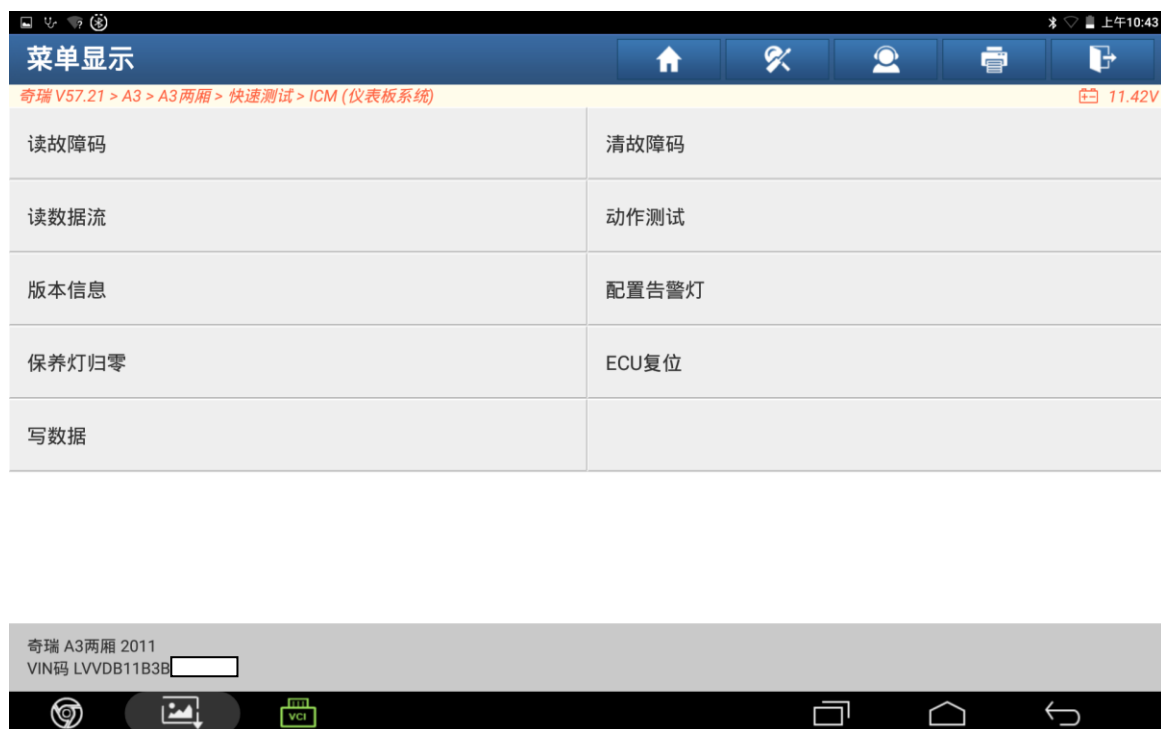 上午10:43
菜单显示
奇瑞 V57.21 > A3 > A3两厢 > 快速测试 > ICM (仪表板系统)
11.42V
读故障码
清故障码
读数据流
动作测试
版本信息
配置告警灯
保养灯归零
ECU复位
写数据
奇瑞 A3两厢 2011
VIN码 LVVDB11B3B
VCI